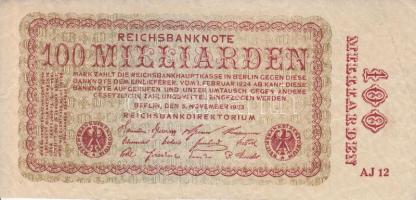 REICHSBANKNOTE
100 MILLIARDEN
MARK ZAHLT DIE REICHSBANKHAUPTKASSE IN BERLIN GEGEN DIESE
BANKNOTE DEM EINLIEFERER. VOM 1. FEBRUAR 1924 AB KANN DIESE
BANKNOTE AUFGERUFEN UND UNTER UMTAUSCH GEGEN ANDERE
GESETZLICHE ZAHLUNGSMITTEL EINGEZOGEN WERDEN
BERLIN, DEN 5. NOVEMBER 1923
REICHSBANKDIREKTORIUM
100
MILLIARDEN
AJ 12